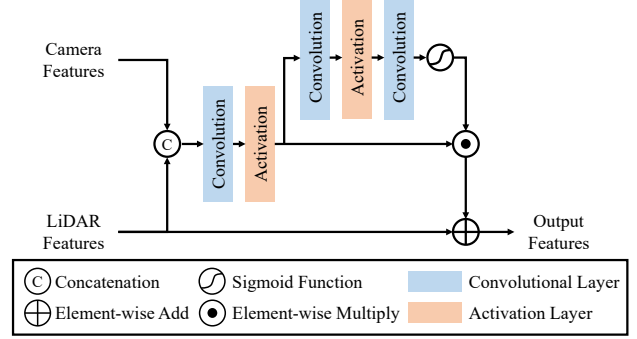 Camera
Features
Convolution
Activation
Convolution
C
Convolution
Activation
LiDAR
Features
Output
Features
C Concatenation
Sigmoid Function
Convolutional Layer
Element-wise Add
Element-wise Multiply
Activation Layer